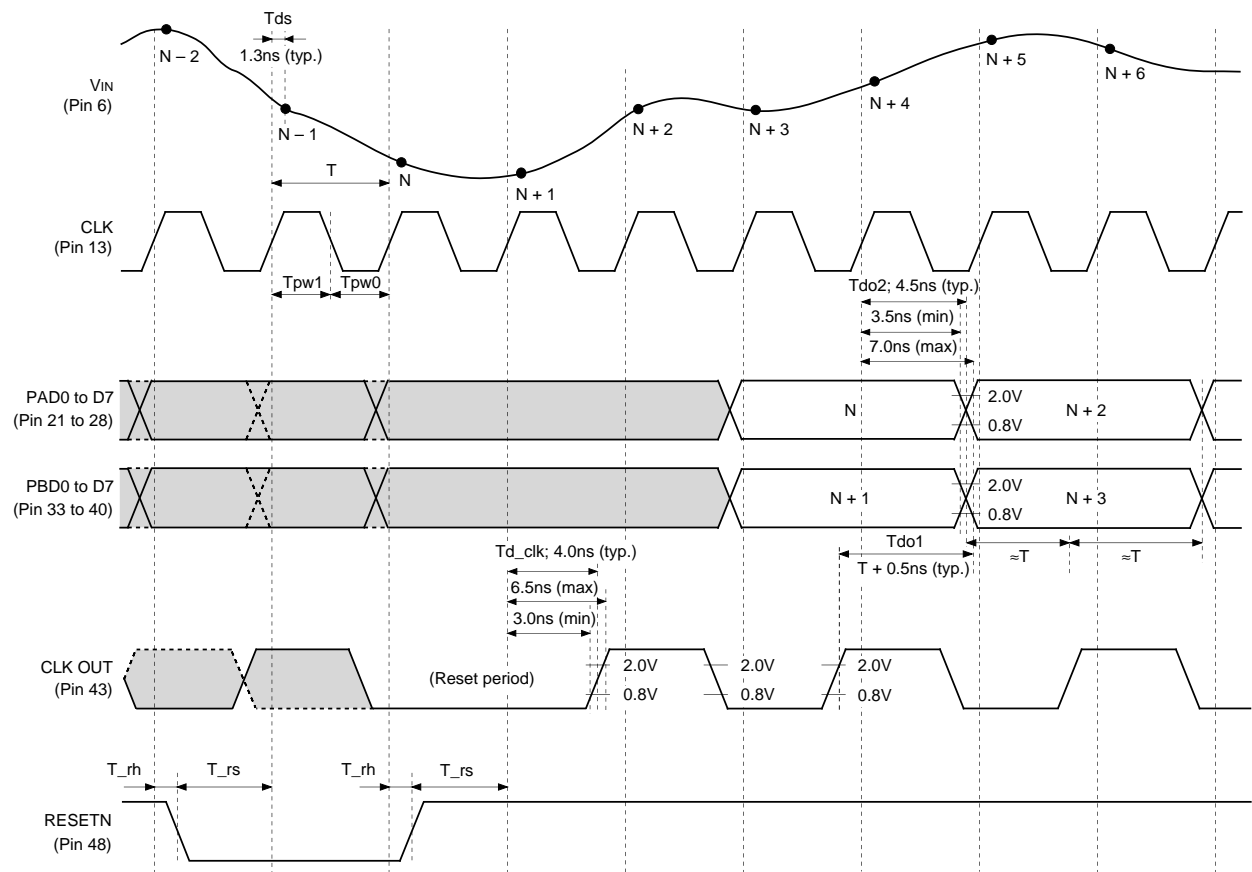 Tds
1.3ns (typ.)
N – 2
VIN
(Pin 6)
N – 1
T
N
N + 1
N + 2
N + 3
N + 4
N + 5
N + 6
CLK
(Pin 13)
Tpw1
Tpw0
Tdo2; 4.5ns (typ.)
3.5ns (min)
7.0ns (max)
PAD0 to D7
(Pin 21 to 28)
N
2.0V
0.8V
N + 2
PBD0 to D7
(Pin 33 to 40)
N + 1
2.0V
0.8V
N + 3
Tdo1
T + 0.5ns (typ.)
≈T
≈T
Td_clk; 4.0ns (typ.)
6.5ns (max)
3.0ns (min)
CLK OUT
(Pin 43)
(Reset period)
2.0V
0.8V
2.0V
0.8V
2.0V
0.8V
T_rh
T_rs
T_rh
T_rs
RESETN
(Pin 48)